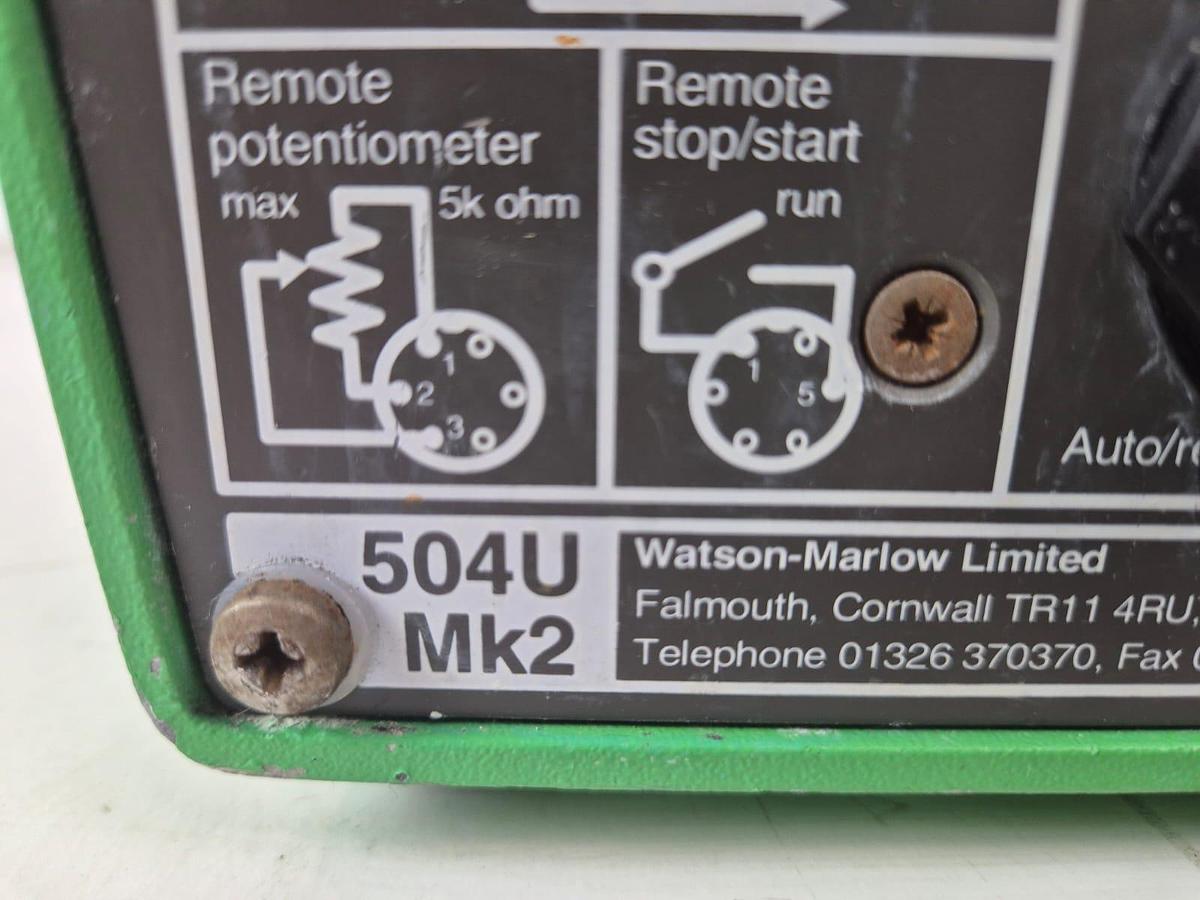 Remote
potentiometer
max 5k ohm
1
2
3
Remote
stop/start
run
1
5
Auto/
504U
Mk2
Watson-Marlow Limited
Falmouth, Cornwall TR11 4RU,
Telephone 01326 370370, Fax